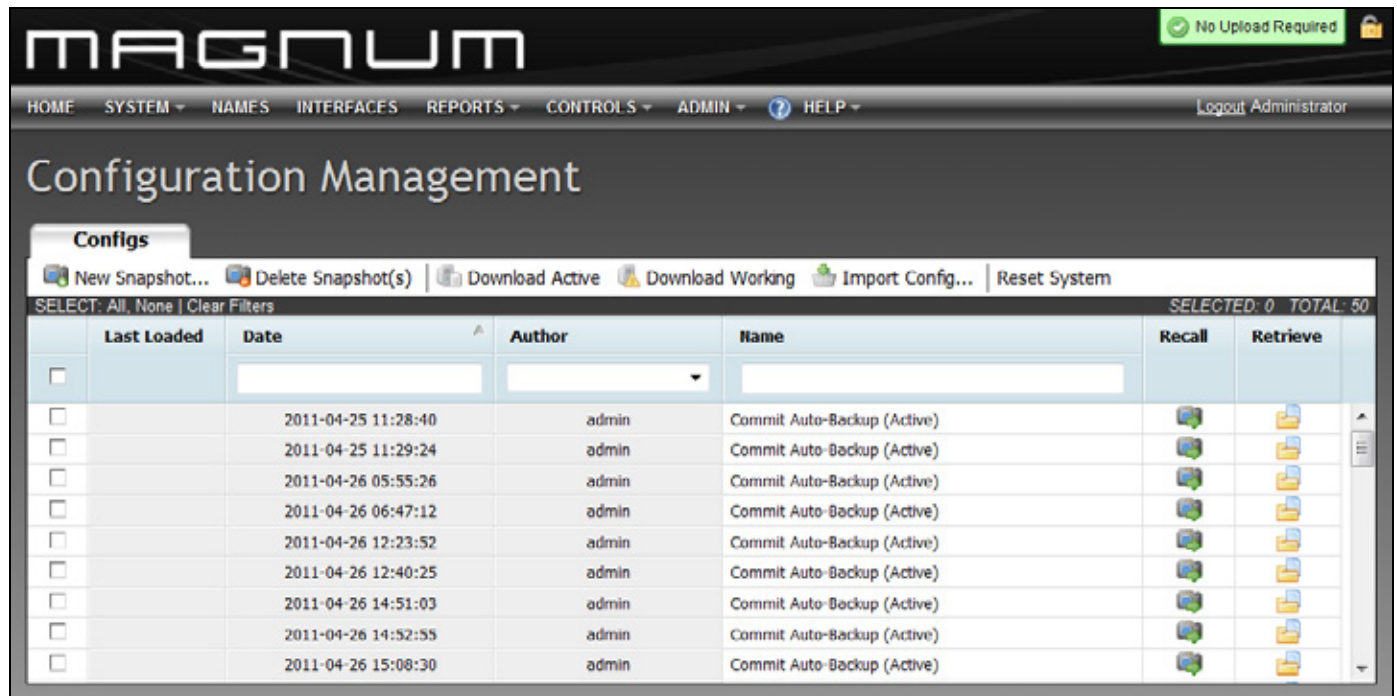 MAGNUM
No Upload Required
HOME SYSTEM NAMES INTERFACES REPORTS CONTROLS ADMIN ? HELP Logout Administrator
Configuration Management
Configs
New Snapshot... Delete Snapshot(s) Download Active Download Working Import Config... Reset System
SELECT: All, None | Clear Filters SELECTED: 0 TOTAL: 50
Last Loaded Date Author Name Recall Retrieve
2011-04-25 11:28:40 admin Commit Auto-Backup (Active)
2011-04-25 11:29:24 admin Commit Auto-Backup (Active)
2011-04-26 05:55:26 admin Commit Auto-Backup (Active)
2011-04-26 06:47:12 admin Commit Auto-Backup (Active)
2011-04-26 12:23:52 admin Commit Auto-Backup (Active)
2011-04-26 12:40:25 admin Commit Auto-Backup (Active)
2011-04-26 14:51:03 admin Commit Auto-Backup (Active)
2011-04-26 14:52:55 admin Commit Auto-Backup (Active)
2011-04-26 15:08:30 admin Commit Auto-Backup (Active)